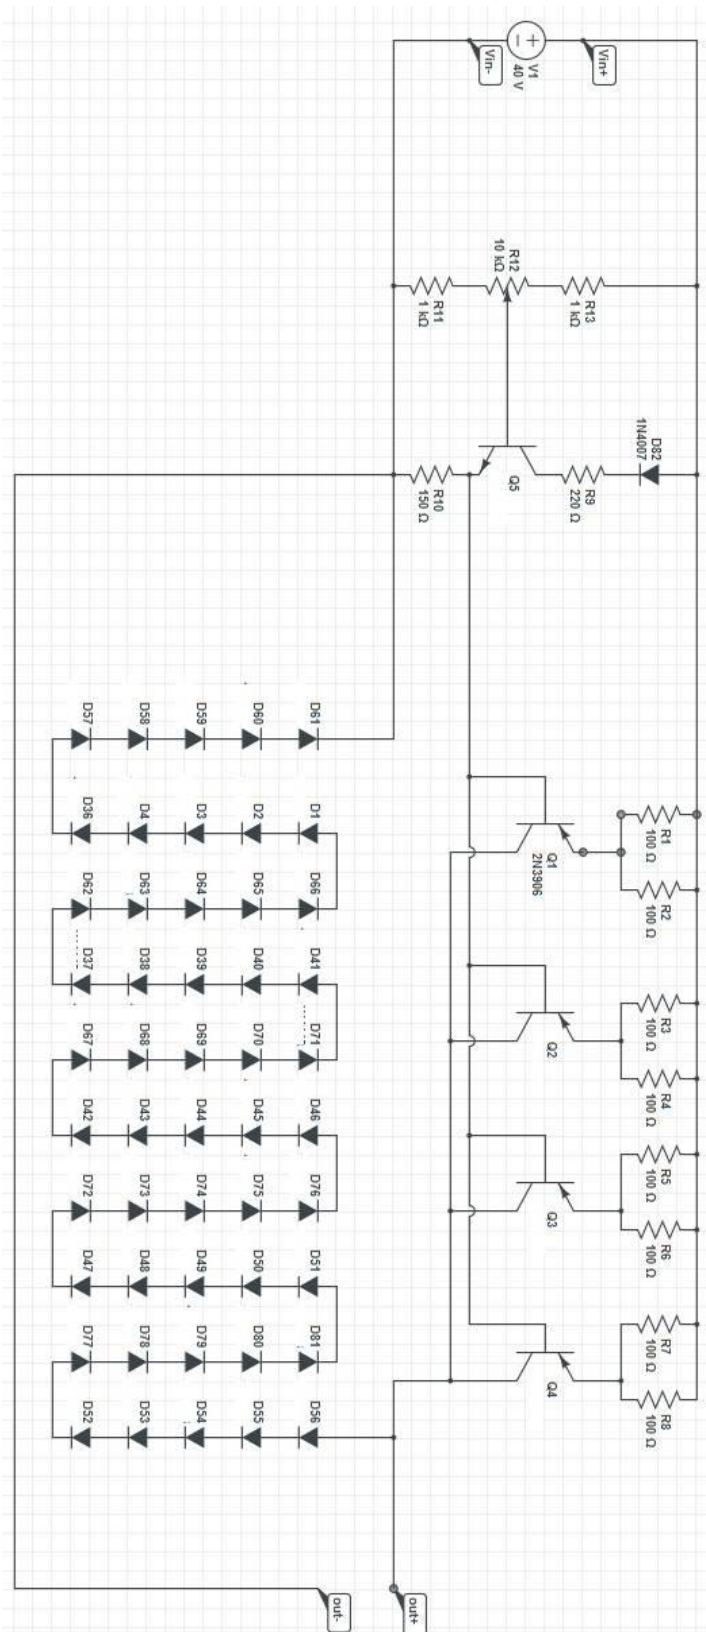 Vin+
V1
40 V
Vin-
R13
1 kΩ
R12
10 kΩ
R11
1 kΩ
D82
1N4007
R9
220 Ω
Q5
R10
150 Ω
R1
100 Ω
R2
100 Ω
Q1
2N3906
R3
100 Ω
R4
100 Ω
Q2
R5
100 Ω
R6
100 Ω
Q3
R7
100 Ω
R8
100 Ω
Q4
D61
D60
D59
D58
D57
D1
D2
D3
D4
D36
D66
D65
D64
D63
D62
D41
D40
D39
D38
D37
D71
D70
D69
D68
D67
D46
D45
D44
D43
D42
D76
D75
D74
D73
D72
D51
D50
D49
D48
D47
D81
D80
D79
D78
D77
D56
D55
D54
D53
D52
out+
out-